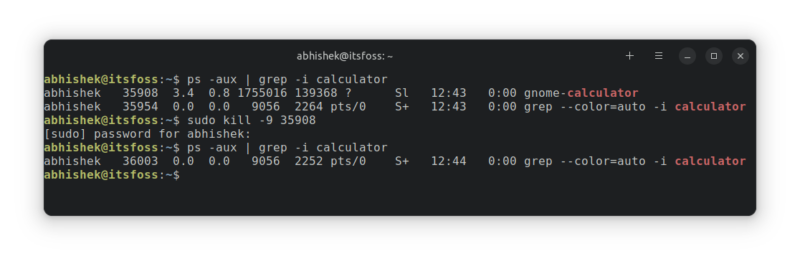 abhishek@itsfoss: ~
abhishek@itsfoss:~$ ps -aux | grep -i calculator
abhishek   35908  3.4  0.8 1755016 139368 ?      Sl   12:43   0:00 gnome-calculator
abhishek   35954  0.0  0.0   9056  2264 pts/0    S+   12:43   0:00 grep --color=auto -i calculator
abhishek@itsfoss:~$ sudo kill -9 35908
[sudo] password for abhishek:
abhishek@itsfoss:~$ ps -aux | grep -i calculator
abhishek   36003  0.0  0.0   9056  2252 pts/0    S+   12:44   0:00 grep --color=auto -i calculator
abhishek@itsfoss:~$